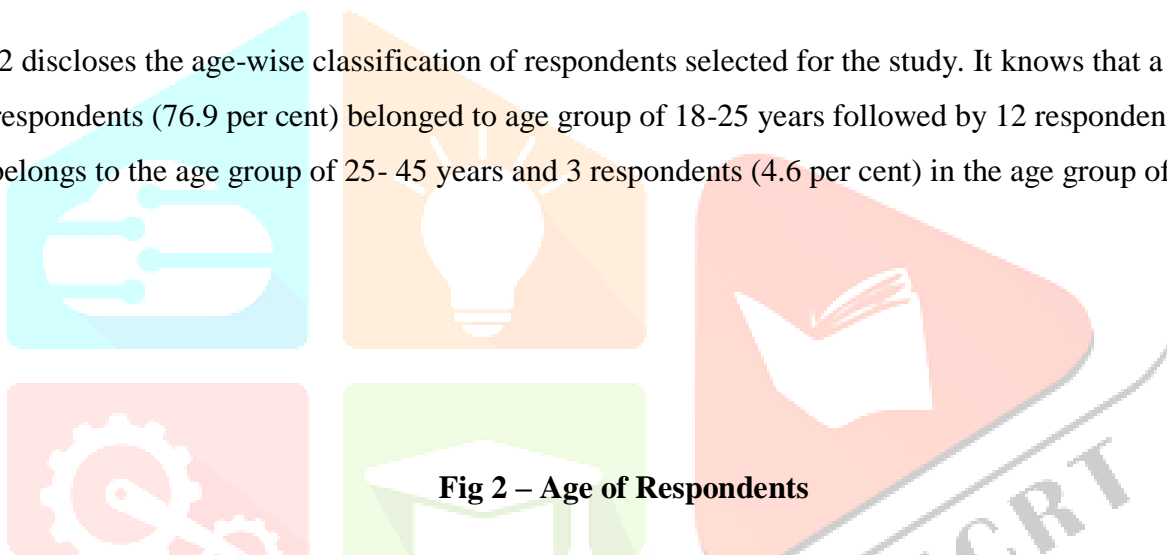 2 discloses the age-wise classification of respondents selected for the study. It knows that a
respondents (76.9 per cent) belonged to age group of 18-25 years followed by 12 responden
belongs to the age group of 25- 45 years and 3 respondents (4.6 per cent) in the age group of
Fig 2 – Age of Respondents
CRT